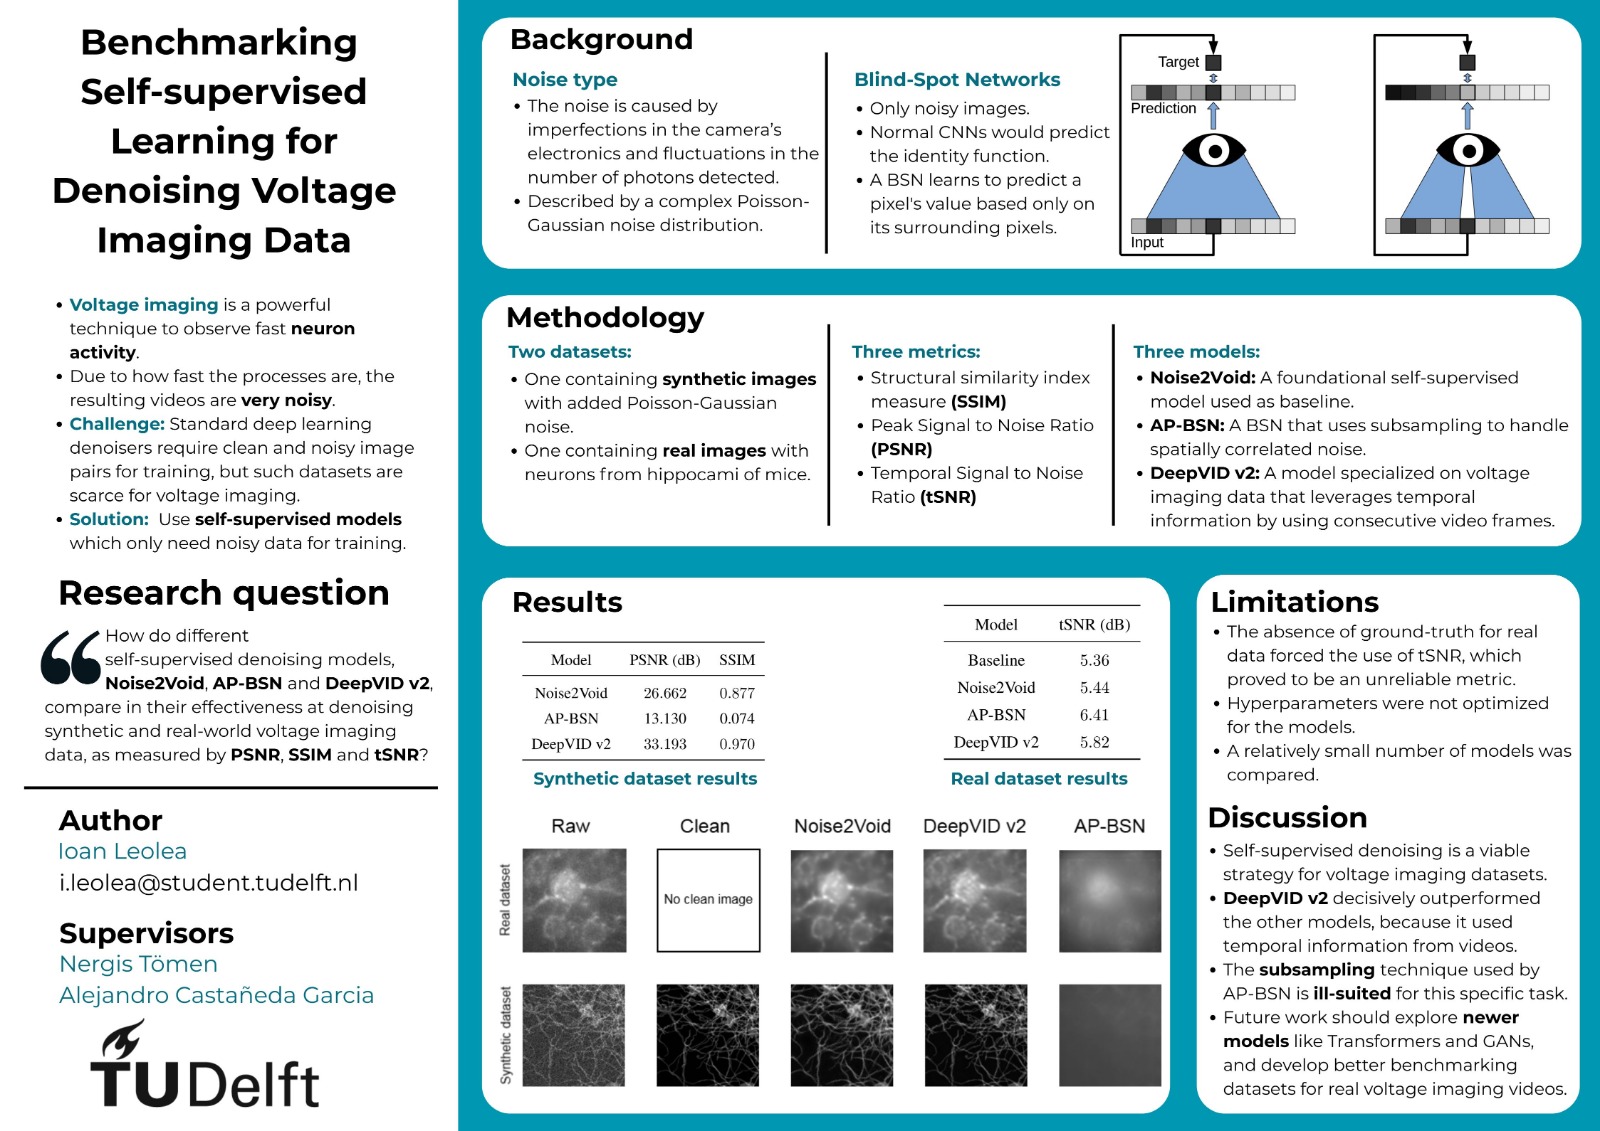 Benchmarking
Self-supervised
Learning for
Denoising Voltage
Imaging Data
• Voltage imaging is a powerful
technique to observe fast neuron
activity.
• Due to how fast the processes are, the
resulting videos are very noisy.
• Challenge: Standard deep learning
denoisers require clean and noisy image
pairs for training, but such datasets are
scarce for voltage imaging.
• Solution: Use self-supervised models
which only need noisy data for training.
Research question
“ How do different
self-supervised denoising models,
Noise2Void, AP-BSN and DeepVID v2,
compare in their effectiveness at denoising
synthetic and real-world voltage imaging
data, as measured by PSNR, SSIM and tSNR?
Author
Ioan Leolea
i.leolea@student.tudelft.nl
Supervisors
Nergis Tömen
Alejandro Castañeda Garcia
TUDelft
Background
Noise type
• The noise is caused by
imperfections in the camera’s
electronics and fluctuations in the
number of photons detected.
• Described by a complex Poisson-
Gaussian noise distribution.
Blind-Spot Networks
• Only noisy images.
• Normal CNNs would predict
the identity function.
• A BSN learns to predict a
pixel's value based only on
its surrounding pixels.
Target
Prediction
Input
Methodology
Two datasets:
• One containing synthetic images
with added Poisson-Gaussian
noise.
• One containing real images with
neurons from hippocami of mice.
Three metrics:
• Structural similarity index
measure (SSIM)
• Peak Signal to Noise Ratio
(PSNR)
• Temporal Signal to Noise
Ratio (tSNR)
Three models:
• Noise2Void: A foundational self-supervised
model used as baseline.
• AP-BSN: A BSN that uses subsampling to handle
spatially correlated noise.
• DeepVID v2: A model specialized on voltage
imaging data that leverages temporal
information by using consecutive video frames.
Results
Model PSNR (dB) SSIM
Noise2Void 26.662 0.877
AP-BSN 13.130 0.074
DeepVID v2 33.193 0.970
Synthetic dataset results
Model tSNR (dB)
Baseline 5.36
Noise2Void 5.44
AP-BSN 6.41
DeepVID v2 5.82
Real dataset results
Raw Clean Noise2Void DeepVID v2 AP-BSN
Real dataset
No clean image
Synthetic dataset
Limitations
• The absence of ground-truth for real
data forced the use of tSNR, which
proved to be an unreliable metric.
• Hyperparameters were not optimized
for the models.
• A relatively small number of models was
compared.
Discussion
• Self-supervised denoising is a viable
strategy for voltage imaging datasets.
• DeepVID v2 decisively outperformed
the other models, because it used
temporal information from videos.
• The subsampling technique used by
AP-BSN is ill-suited for this specific task.
• Future work should explore newer
models like Transformers and GANs,
and develop better benchmarking
datasets for real voltage imaging videos.